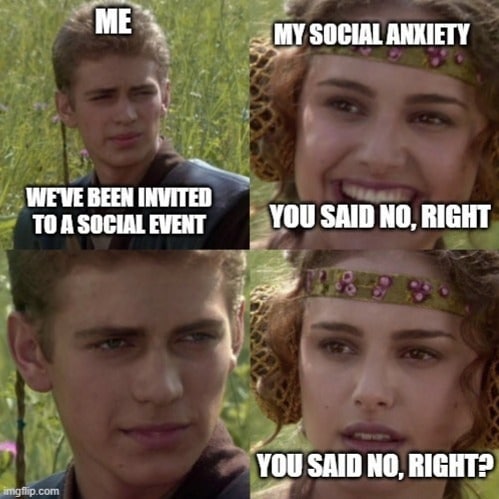 ME
MY SOCIAL ANXIETY
WE'VE BEEN INVITED
TO A SOCIAL EVENT
YOU SAID NO, RIGHT
YOU SAID NO, RIGHT?
imgflip.com